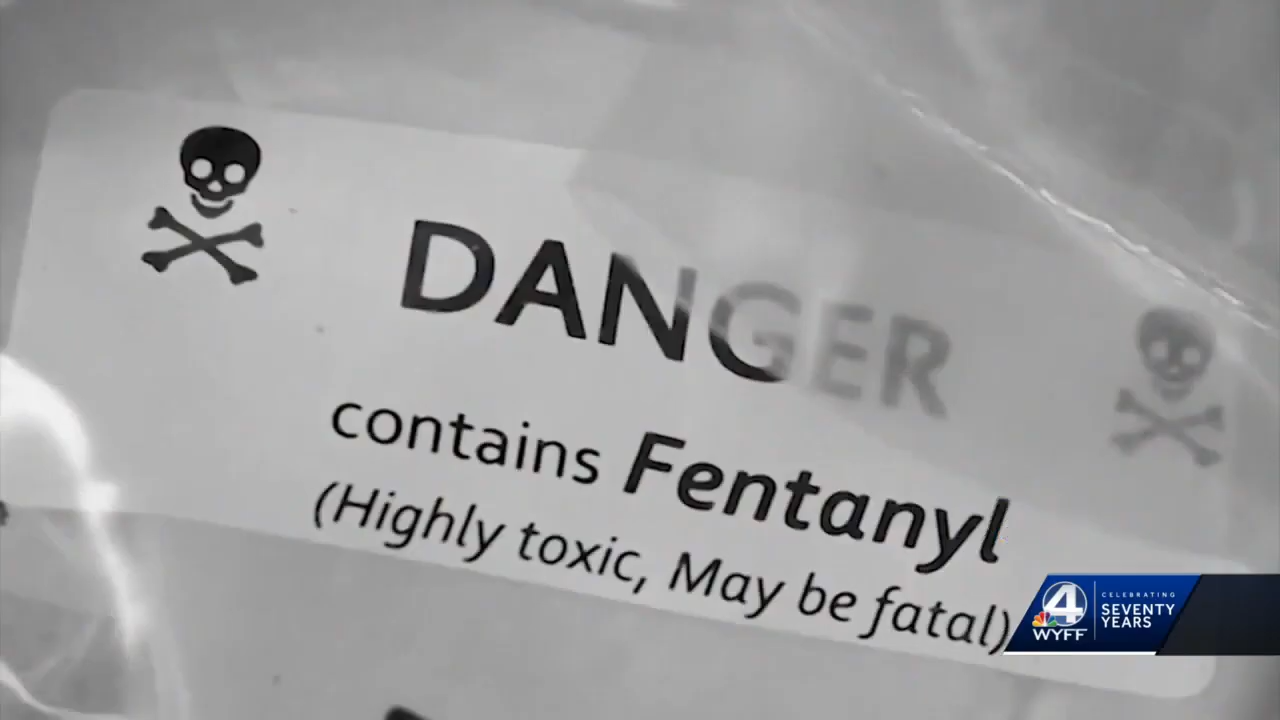 DANGER
contains Fentanyl
(Highly toxic, May be fatal)
4
WYFF
CELEBRATING
SEVENTY
YEARS